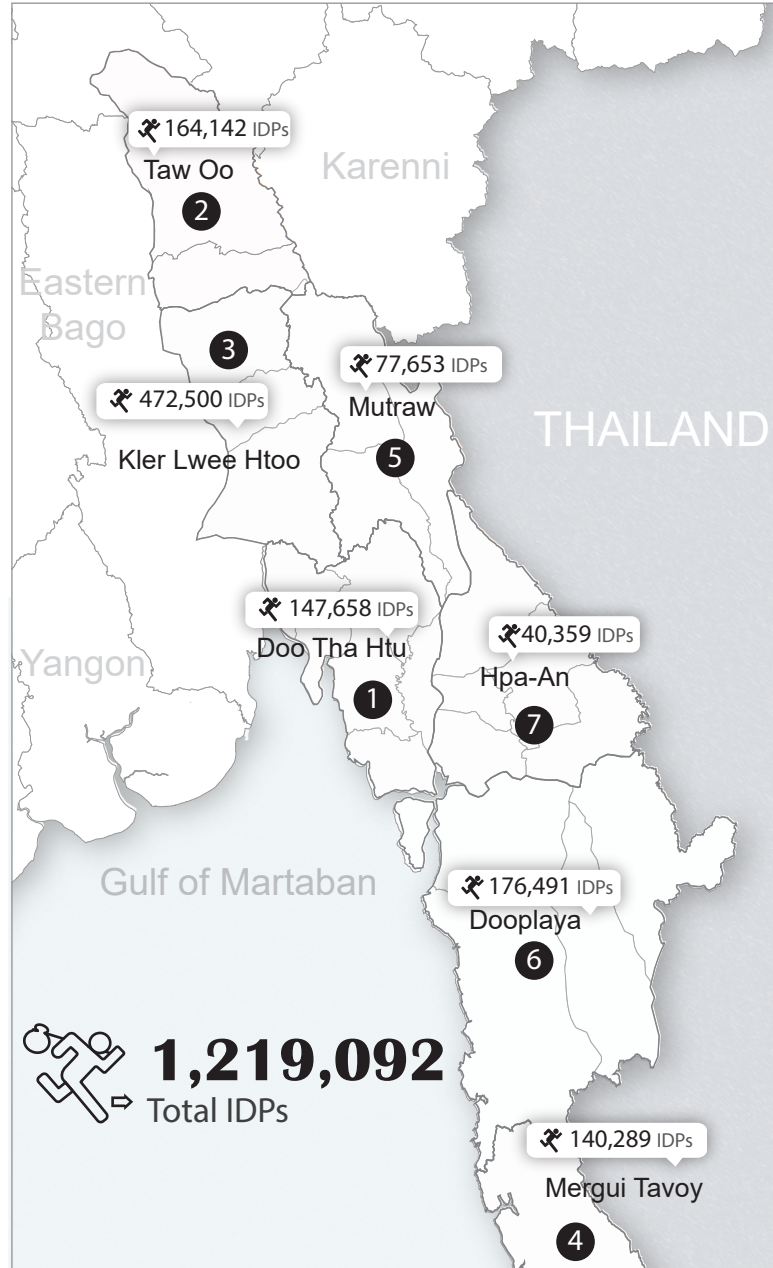 164,142 IDPs
Taw Oo
2
Karenni
Eastern
Bago
3
77,653 IDPs
Mutraw
472,500 IDPs
THAILAND
Kler Lwee Htoo
5
147,658 IDPs
Doo Tha Htu
1
40,359 IDPs
Hpa-An
7
Yangon
Gulf of Martaban
176,491 IDPs
Dooplaya
6
1,219,092
Total IDPs
140,289 IDPs
Mergui Tavoy
4